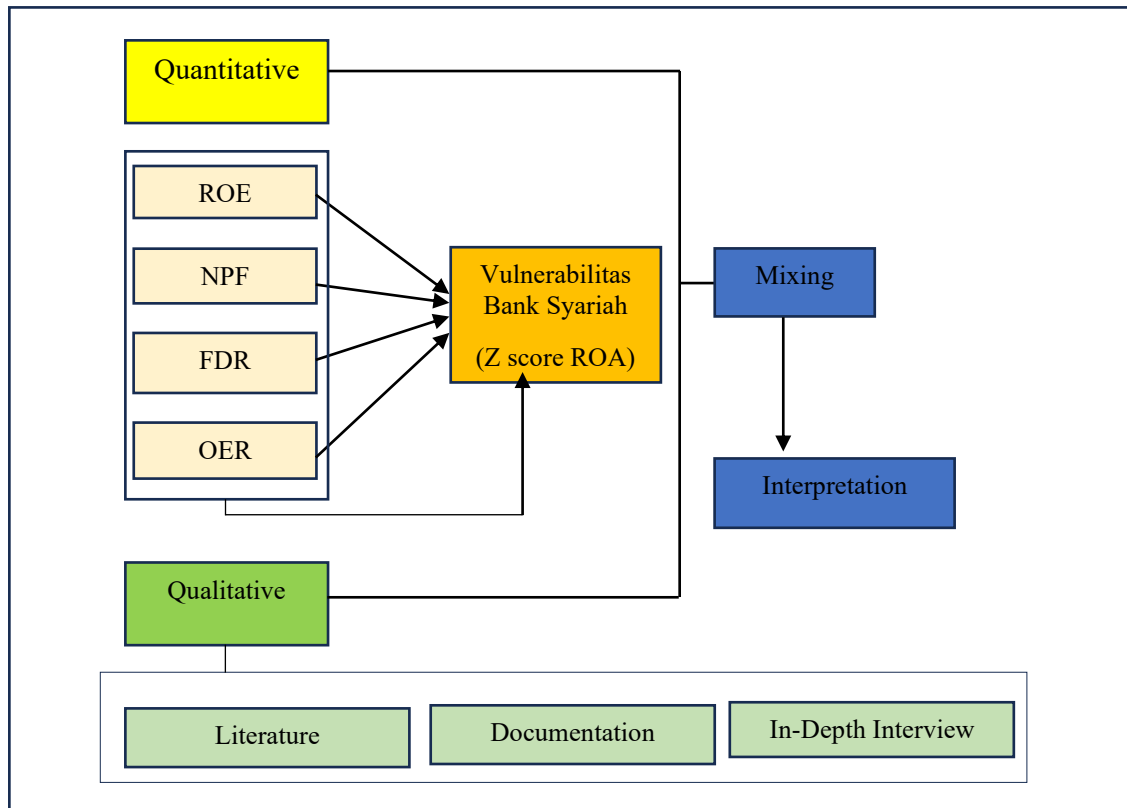 Quantitative
ROE
NPF
FDR
OER
Vulnerabilitas
Bank Syariah
(Z score ROA)
Mixing
Interpretation
Qualitative
Literature
Documentation
In-Depth Interview